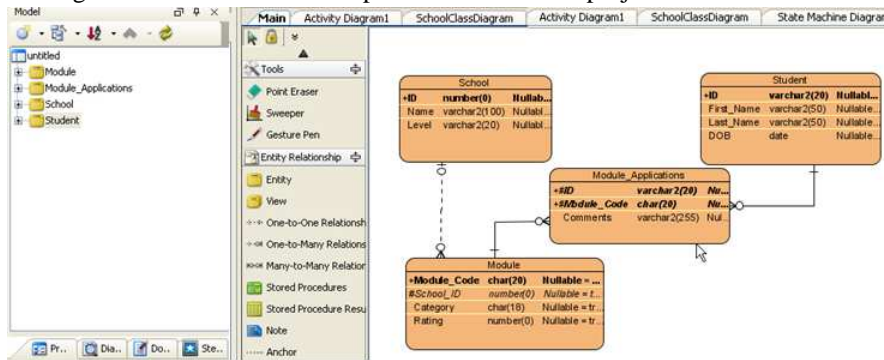 Model
untitled
Module
Module_Applications
School
Student
Pr..
Dia..
Do..
Ste..
Main
Activity Diagram1
SchoolClassDiagram
Activity Diagram1
SchoolClassDiagram
State Machine Diagran
Tools
Point Eraser
Sweeper
Gesture Pen
Entity Relationship
Entity
View
One-to-One Relationsh
One-to-Many Relations
Many-to-Many Relation
Stored Procedures
Stored Procedure Resu
Note
Anchor
School
+ID number(0) Nullab...
Name varchar2(100) Nullabl...
Level varchar2(20) Nullabl...
Student
+ID varchar2(20) Nullabl...
First_Name varchar2(50) Nullable...
Last_Name varchar2(50) Nullable...
DOB date Nullable...
Module_Applications
+#ID varchar2(20) Nu...
+#Module_Code char(20) Nu...
Comments varchar2(255) Nul...
Module
+Module_Code char(20) Nullable = ...
#School_ID number(0) Nullable = t...
Category char(18) Nullable = tr...
Rating number(0) Nullable = tr...